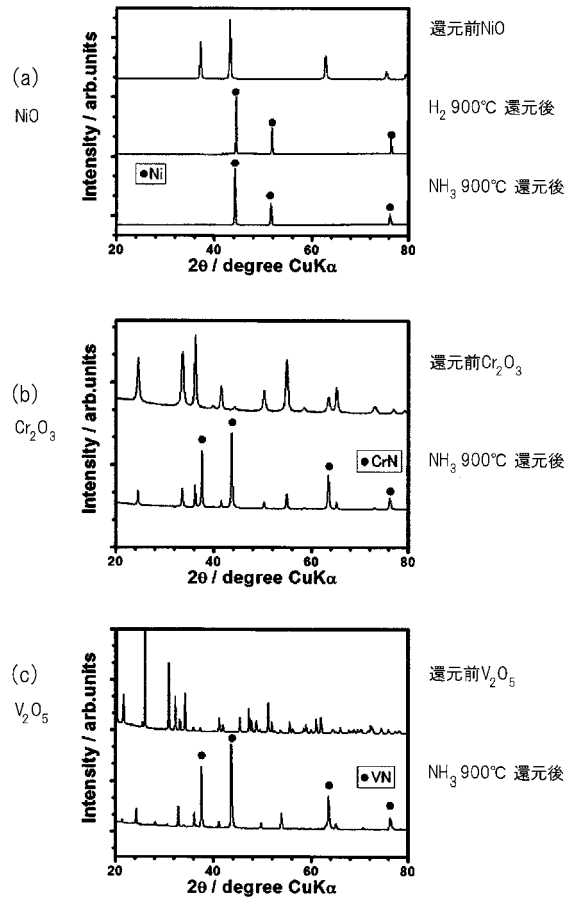 (a)
NiO
Intensity / arb.units
還元前NiO
H₂ 900℃ 還元後
NH₃ 900℃ 還元後
●Ni
20 40 60 80
2θ / degree CuKα
(b)
Cr₂O₃
Intensity / arb.units
還元前Cr₂O₃
●CrN
NH₃ 900℃ 還元後
20 40 60 80
2θ / degree CuKα
(c)
V₂O₅
Intensity / arb.units
還元前V₂O₅
●VN
NH₃ 900℃ 還元後
20 40 60 80
2θ / degree CuKα